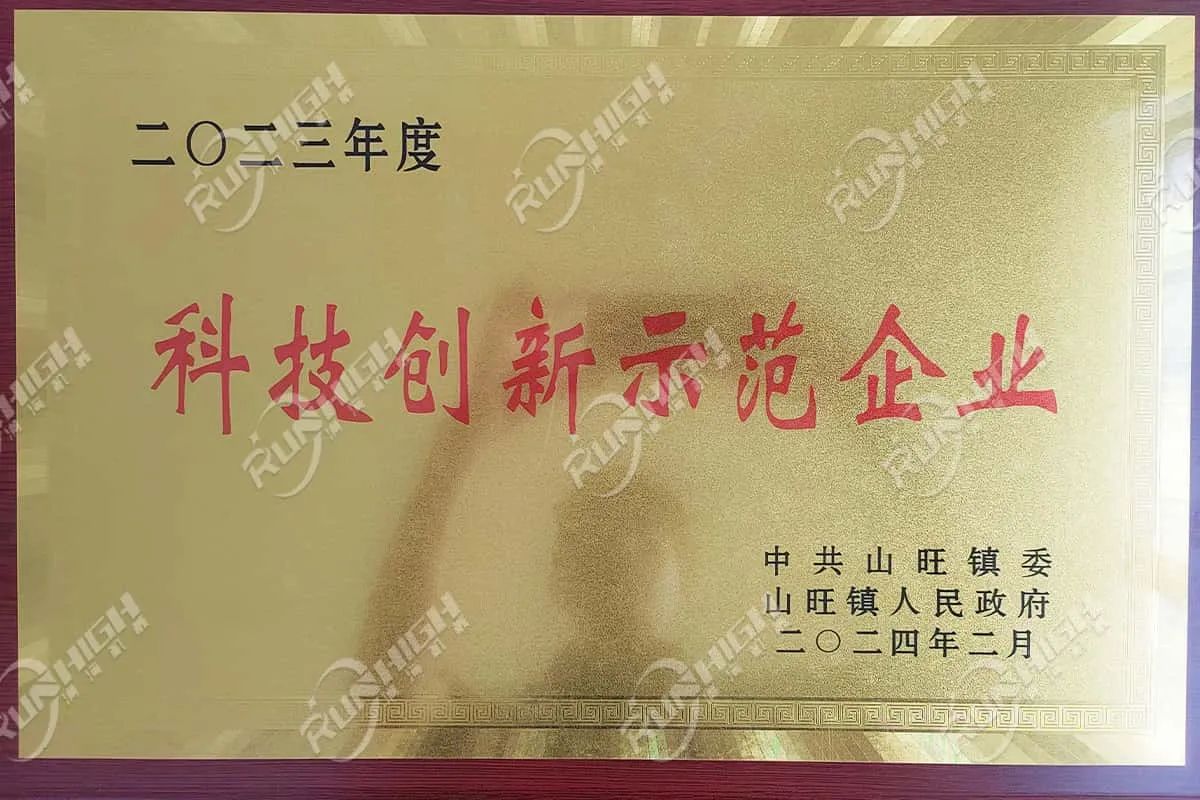 二〇二三年度
科技创新示范企业
中共山旺镇委
山旺镇人民政府
二〇二四年二月
RUNHIGH